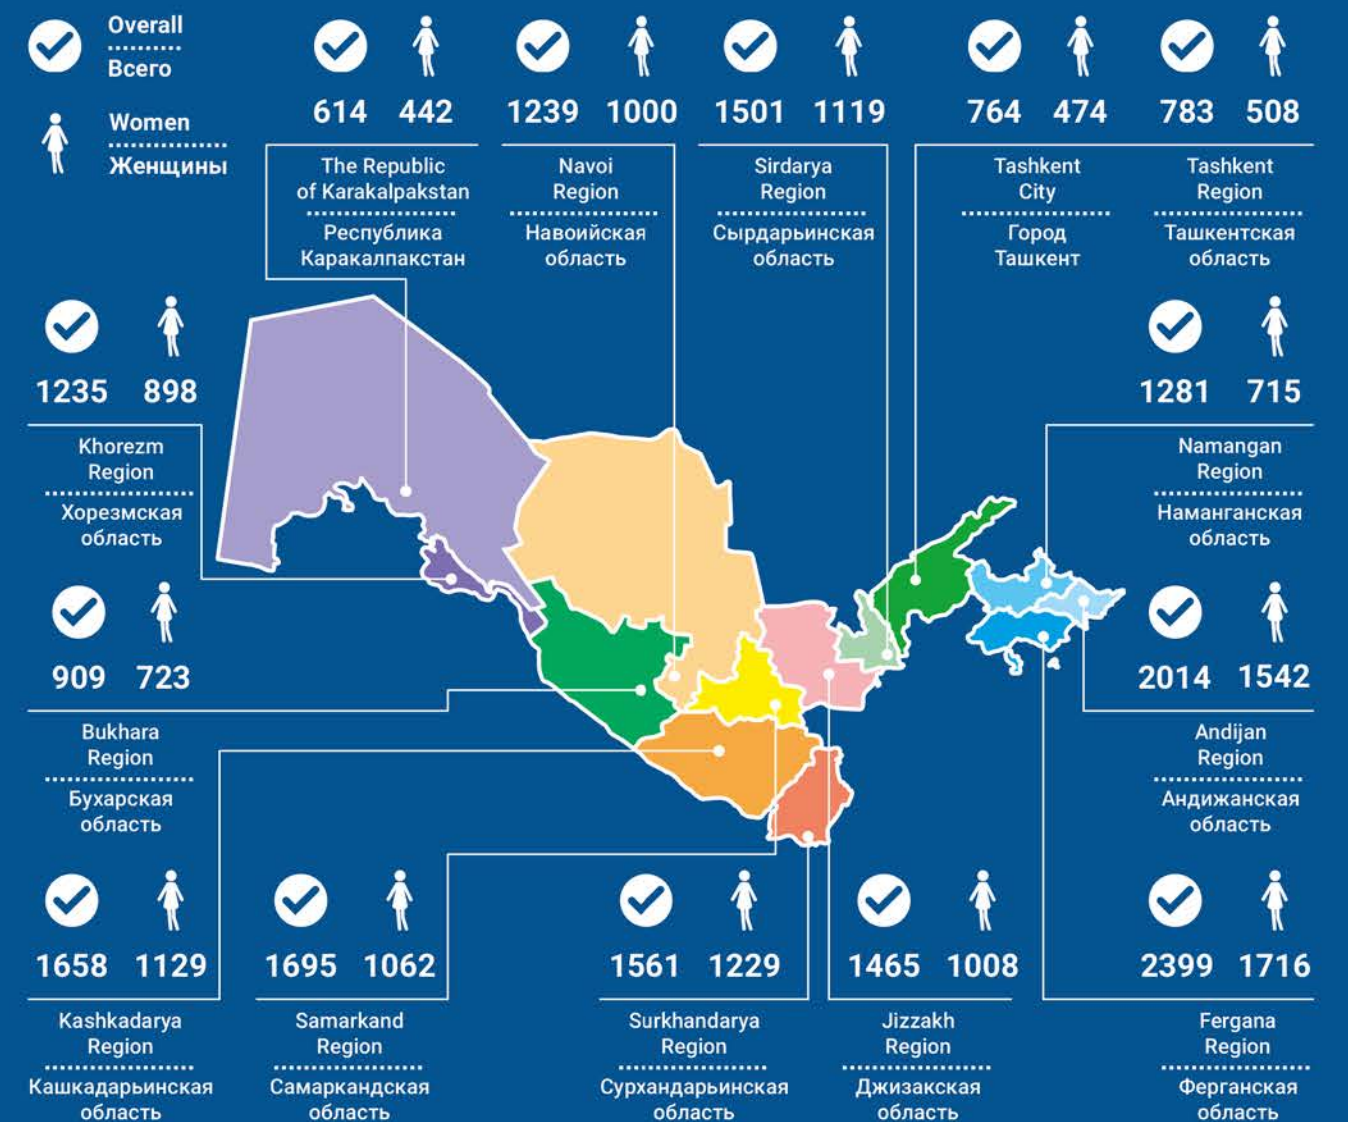 Overall
Всего
Women
Женщины
614 442
The Republic
of Karakalpakstan
Республика
Каракалпакстан
1239 1000
Navoi
Region
Навоийская
область
1501 1119
Sirdarya
Region
Сырдарьинская
область
764 474
Tashkent
City
Город
Ташкент
783 508
Tashkent
Region
Ташкентская
область
1235 898
Khorezm
Region
Хорезмская
область
1281 715
Namangan
Region
Наманганская
область
909 723
Bukhara
Region
Бухарская
область
2014 1542
Andijan
Region
Андижанская
область
1658 1129
Kashkadarya
Region
Кашкадарьинская
область
1695 1062
Samarkand
Region
Самаркандская
область
1561 1229
Surkhandarya
Region
Сурхандарьинская
область
1465 1008
Jizzakh
Region
Джизакская
область
2399 1716
Fergana
Region
Ферганская
область